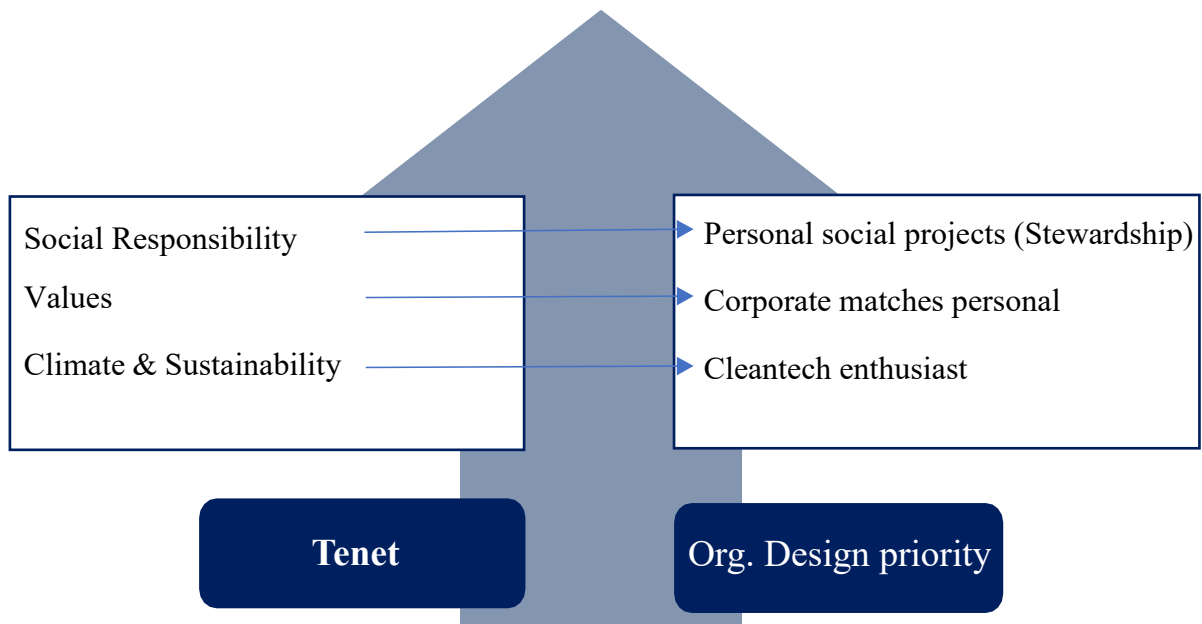 Social Responsibility
Values
Climate & Sustainability
Personal social projects (Stewardship)
Corporate matches personal
Cleantech enthusiast
Tenet
Org. Design priority